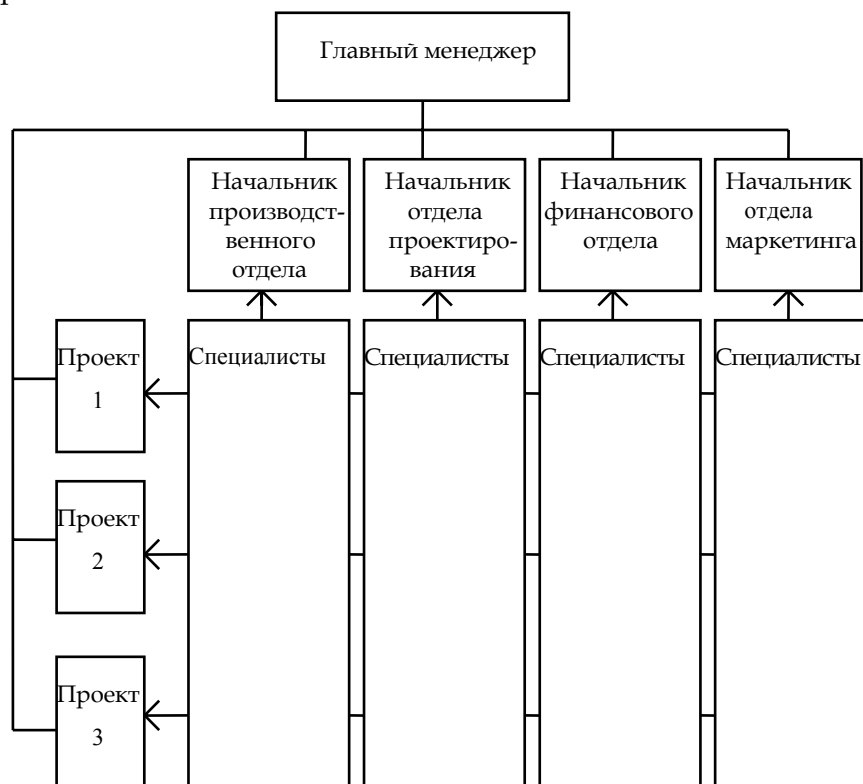 Главный менеджер
Начальник
производст-
венного
отдела
Начальник
отдела
проектиро-
вания
Начальник
финансового
отдела
Начальник
отдела
маркетинга
Проект
1
Специалисты
Специалисты
Специалисты
Специалисты
Проект
2
Проект
3